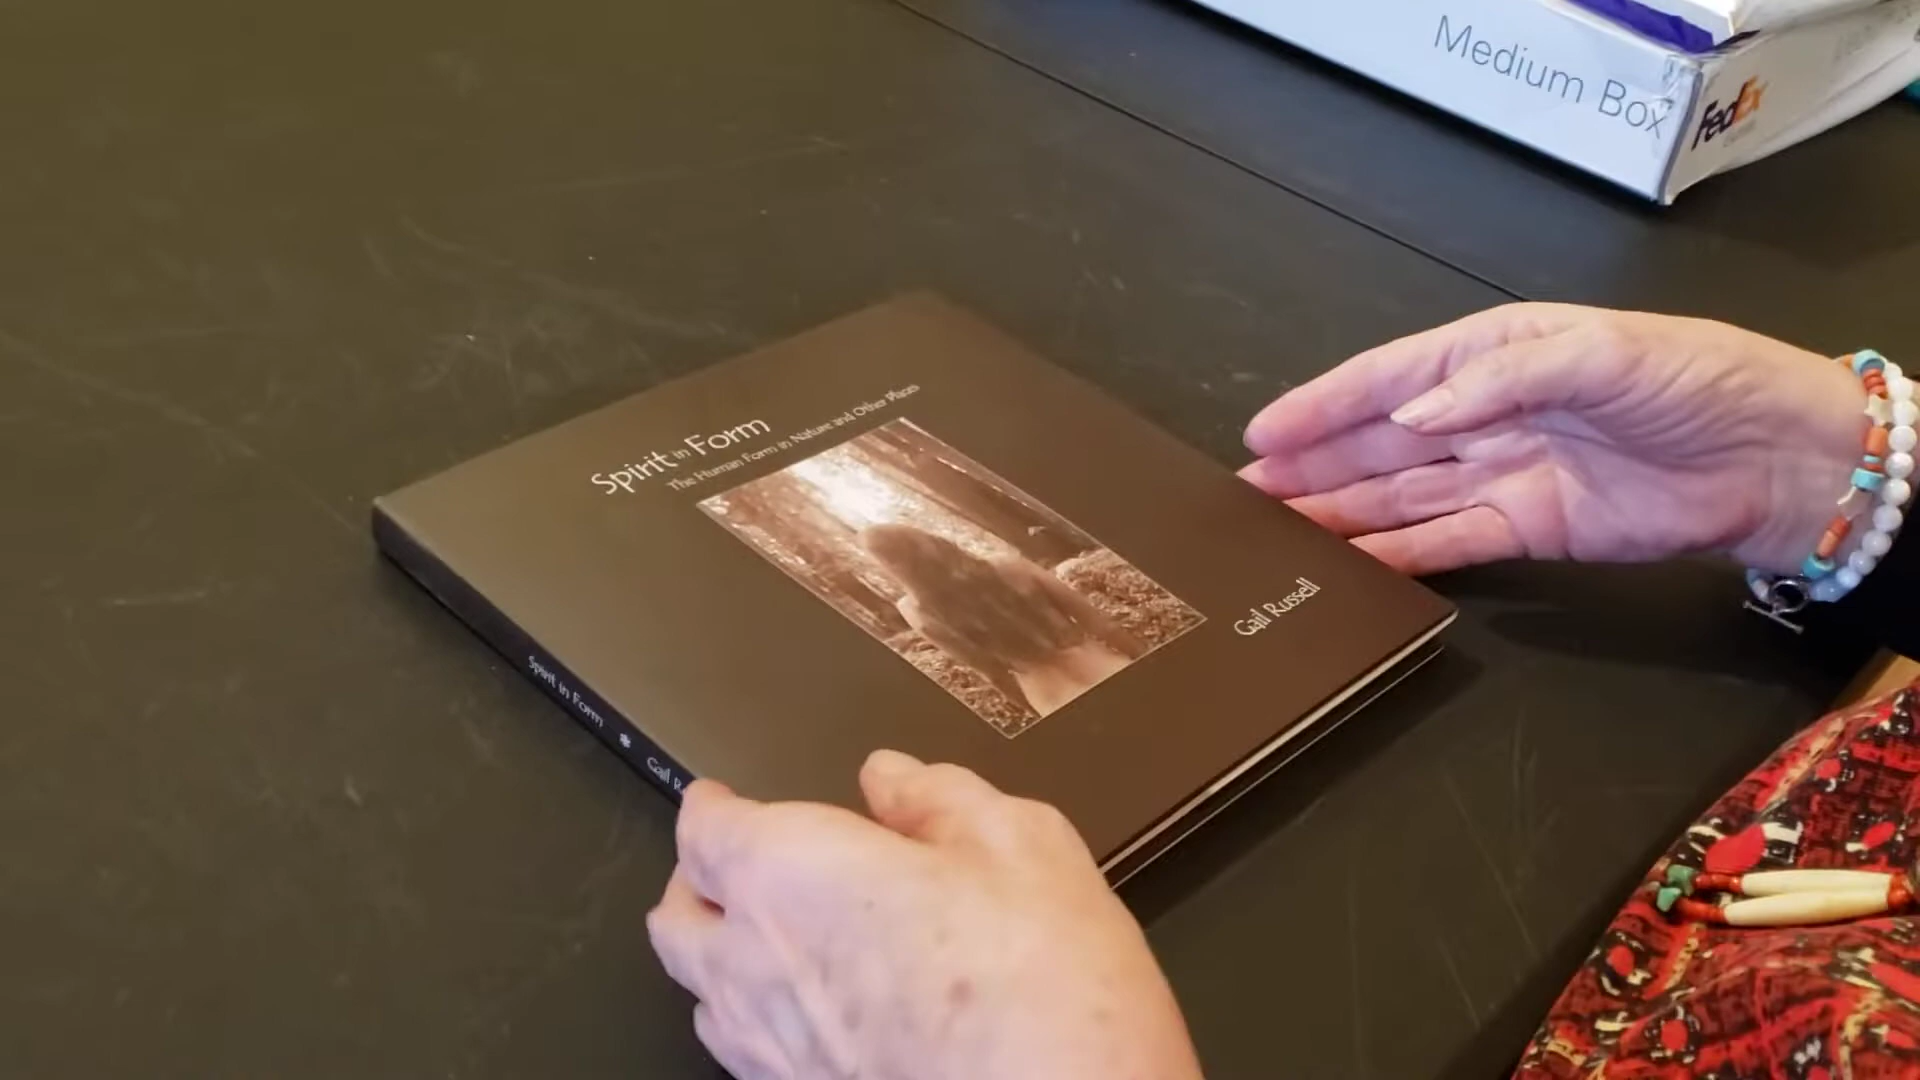 Medium Box
FedEx
Spirit in Form
The Human Form in Nature and Other Places
Gail Russell
Spirit in Form * Gail